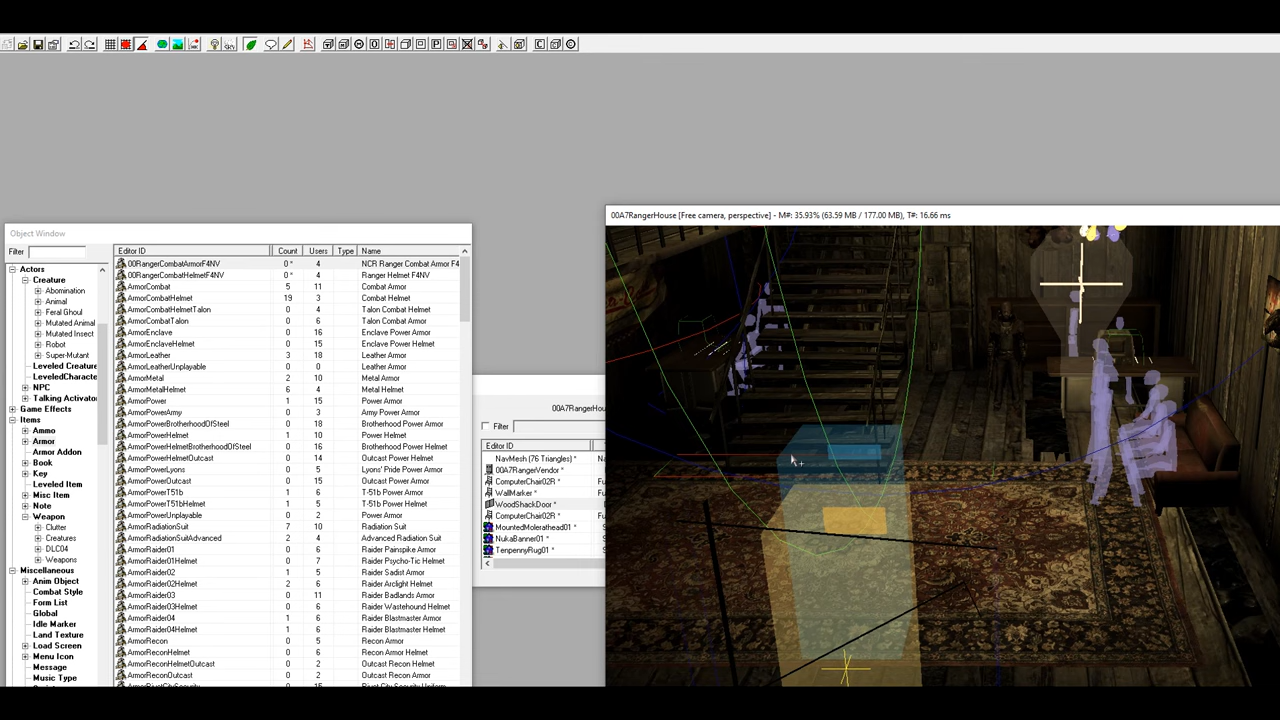 00A7RangerHouse [Free camera, perspective] - M#: 35.93% (63.59 MB / 177.00 MB), T#: 16.66 ms
Object Window
Filter
Editor ID Count Users Type Name
Actors
Creature
Abomination
Animal
Feral Ghoul
Mutated Animal
Mutated Insect
Robot
Super-Mutant
Leveled Creature
LeveledCharacte
NPC
Talking Activato
Game Effects
Items
Ammo
Armor
Armor Addon
Book
Key
Leveled Item
Misc Item
Note
Weapon
Clutter
Creatures
DLC04
Weapons
Miscellaneous
Anim Object
Combat Style
Form List
Global
Idle Marker
Land Texture
Load Screen
Menu Icon
Message
Music Type
00RangerCombatArmorF4NV 0 * 4 NCR Ranger Combat Armor F4
00RangerCombatHelmetF4NV 0 * 4 Ranger Helmet F4NV
ArmorCombat 5 11 Combat Armor
ArmorCombatHelmet 19 3 Combat Helmet
ArmorCombatHelmetTalon 0 4 Talon Combat Helmet
ArmorCombatTalon 0 6 Talon Combat Armor
ArmorEnclave 0 16 Enclave Power Armor
ArmorEnclaveHelmet 0 15 Enclave Power Helmet
ArmorLeather 3 18 Leather Armor
ArmorLeatherUnplayable 0 0 Leather Armor
ArmorMetal 2 10 Metal Armor
ArmorMetalHelmet 6 4 Metal Helmet
ArmorPower 1 15 Power Armor
ArmorPowerArmy 0 3 Army Power Armor
ArmorPowerBrotherhoodOfSteel 0 18 Brotherhood Power Armor
ArmorPowerHelmet 1 10 Power Helmet
ArmorPowerHelmetBrotherhoodOfSteel 0 16 Brotherhood Power Helmet
ArmorPowerHelmetOutcast 0 14 Outcast Power Helmet
ArmorPowerLyons 0 5 Lyons' Pride Power Armor
ArmorPowerOutcast 0 15 Outcast Power Armor
ArmorPowerT51b 1 6 T-51b Power Armor
ArmorPowerT51bHelmet 1 5 T-51b Power Helmet
ArmorPowerUnplayable 0 2 Power Armor
ArmorRadiationSuit 7 10 Radiation Suit
ArmorRadiationSuitAdvanced 2 4 Advanced Radiation Suit
ArmorRaider01 1 6 Raider Painspike Armor
ArmorRaider01Helmet 0 7 Raider Psycho-Tic Helmet
ArmorRaider02 1 5 Raider Sadist Armor
ArmorRaider02Helmet 2 6 Raider Arclight Helmet
ArmorRaider03 0 11 Raider Badlands Armor
ArmorRaider03Helmet 0 6 Raider Wastehound Helmet
ArmorRaider04 1 6 Raider Blastmaster Armor
ArmorRaider04Helmet 1 6 Raider Blastmaster Helmet
ArmorRecon 0 5 Recon Armor
ArmorReconHelmet 0 6 Recon Helmet
ArmorReconHelmetOutcast 0 2 Outcast Recon Helmet
ArmorReconOutcast 0 2 Outcast Recon Armor
00A7RangerHou
Filter
Editor ID
NavMesh (76 Triangles) * Na
00A7RangerVendor *
ComputerChair02R * Fu
WallMarker *
WoodShackDoor *
ComputerChair02R * Fu
MountedMolerathead01 *
NukaBanner01 *
TenpennyRug01 *